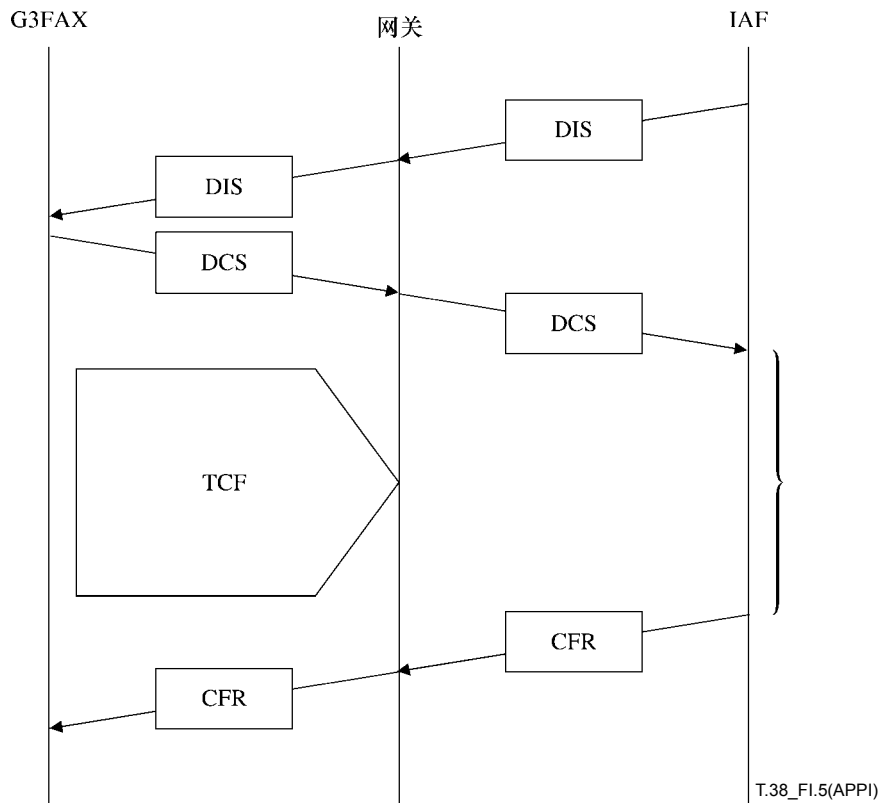 G3FAX 网关 IAF
DIS
DIS
DCS
DCS
TCF
CFR
CFR
T.38_FI.5(APPI)